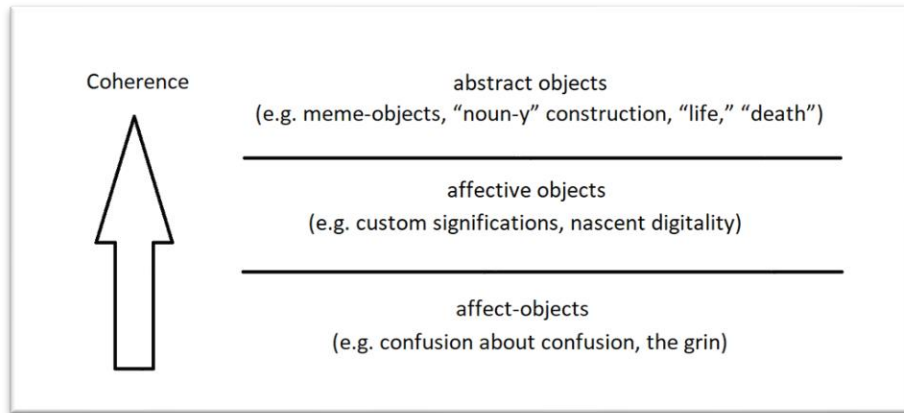 Coherence
abstract objects
(e.g. meme-objects, “noun-y” construction, “life,” “death”)
affective objects
(e.g. custom significations, nascent digitality)
affect-objects
(e.g. confusion about confusion, the grin)